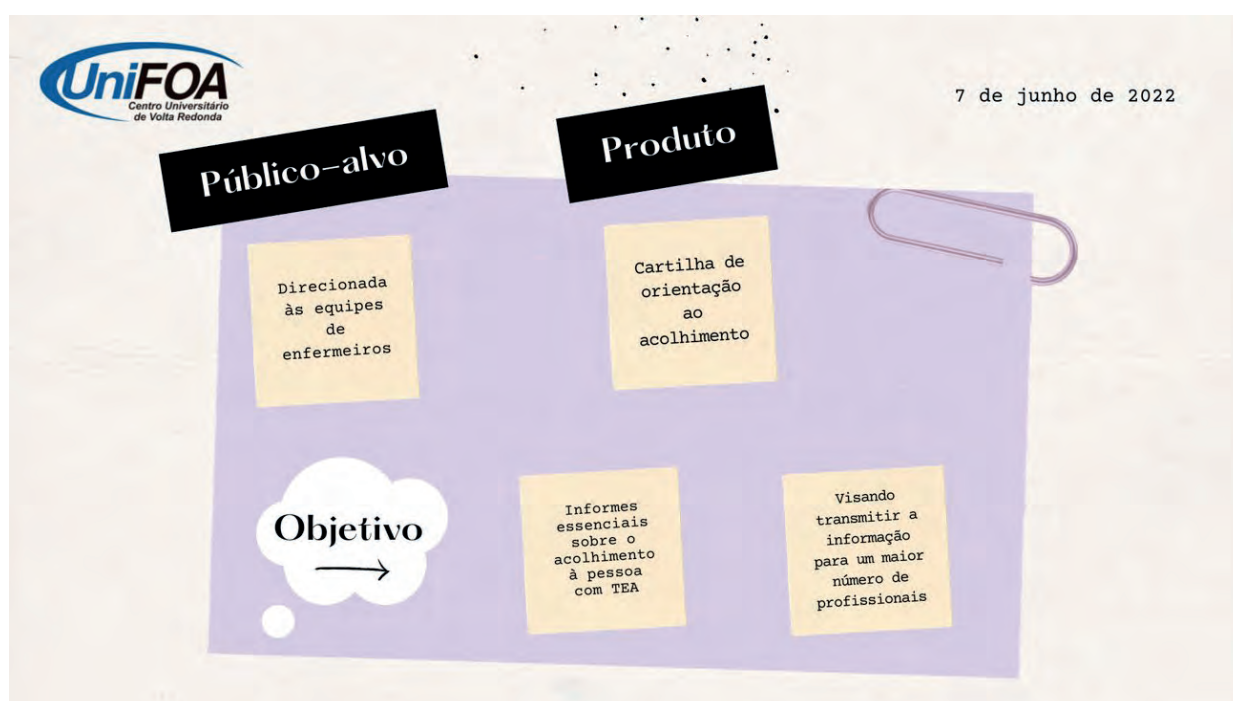 UniFOA
Centro Universitário
de Volta Redonda
7 de junho de 2022
Público-alvo
Produto
Direcionada
às equipes
de
enfermeiros
Cartilha de
orientação
ao
acolhimento
Objetivo
Informes
essenciais
sobre o
acolhimento
à pessoa
com TEA
Visando
transmitir a
informação
para um maior
número de
profissionais